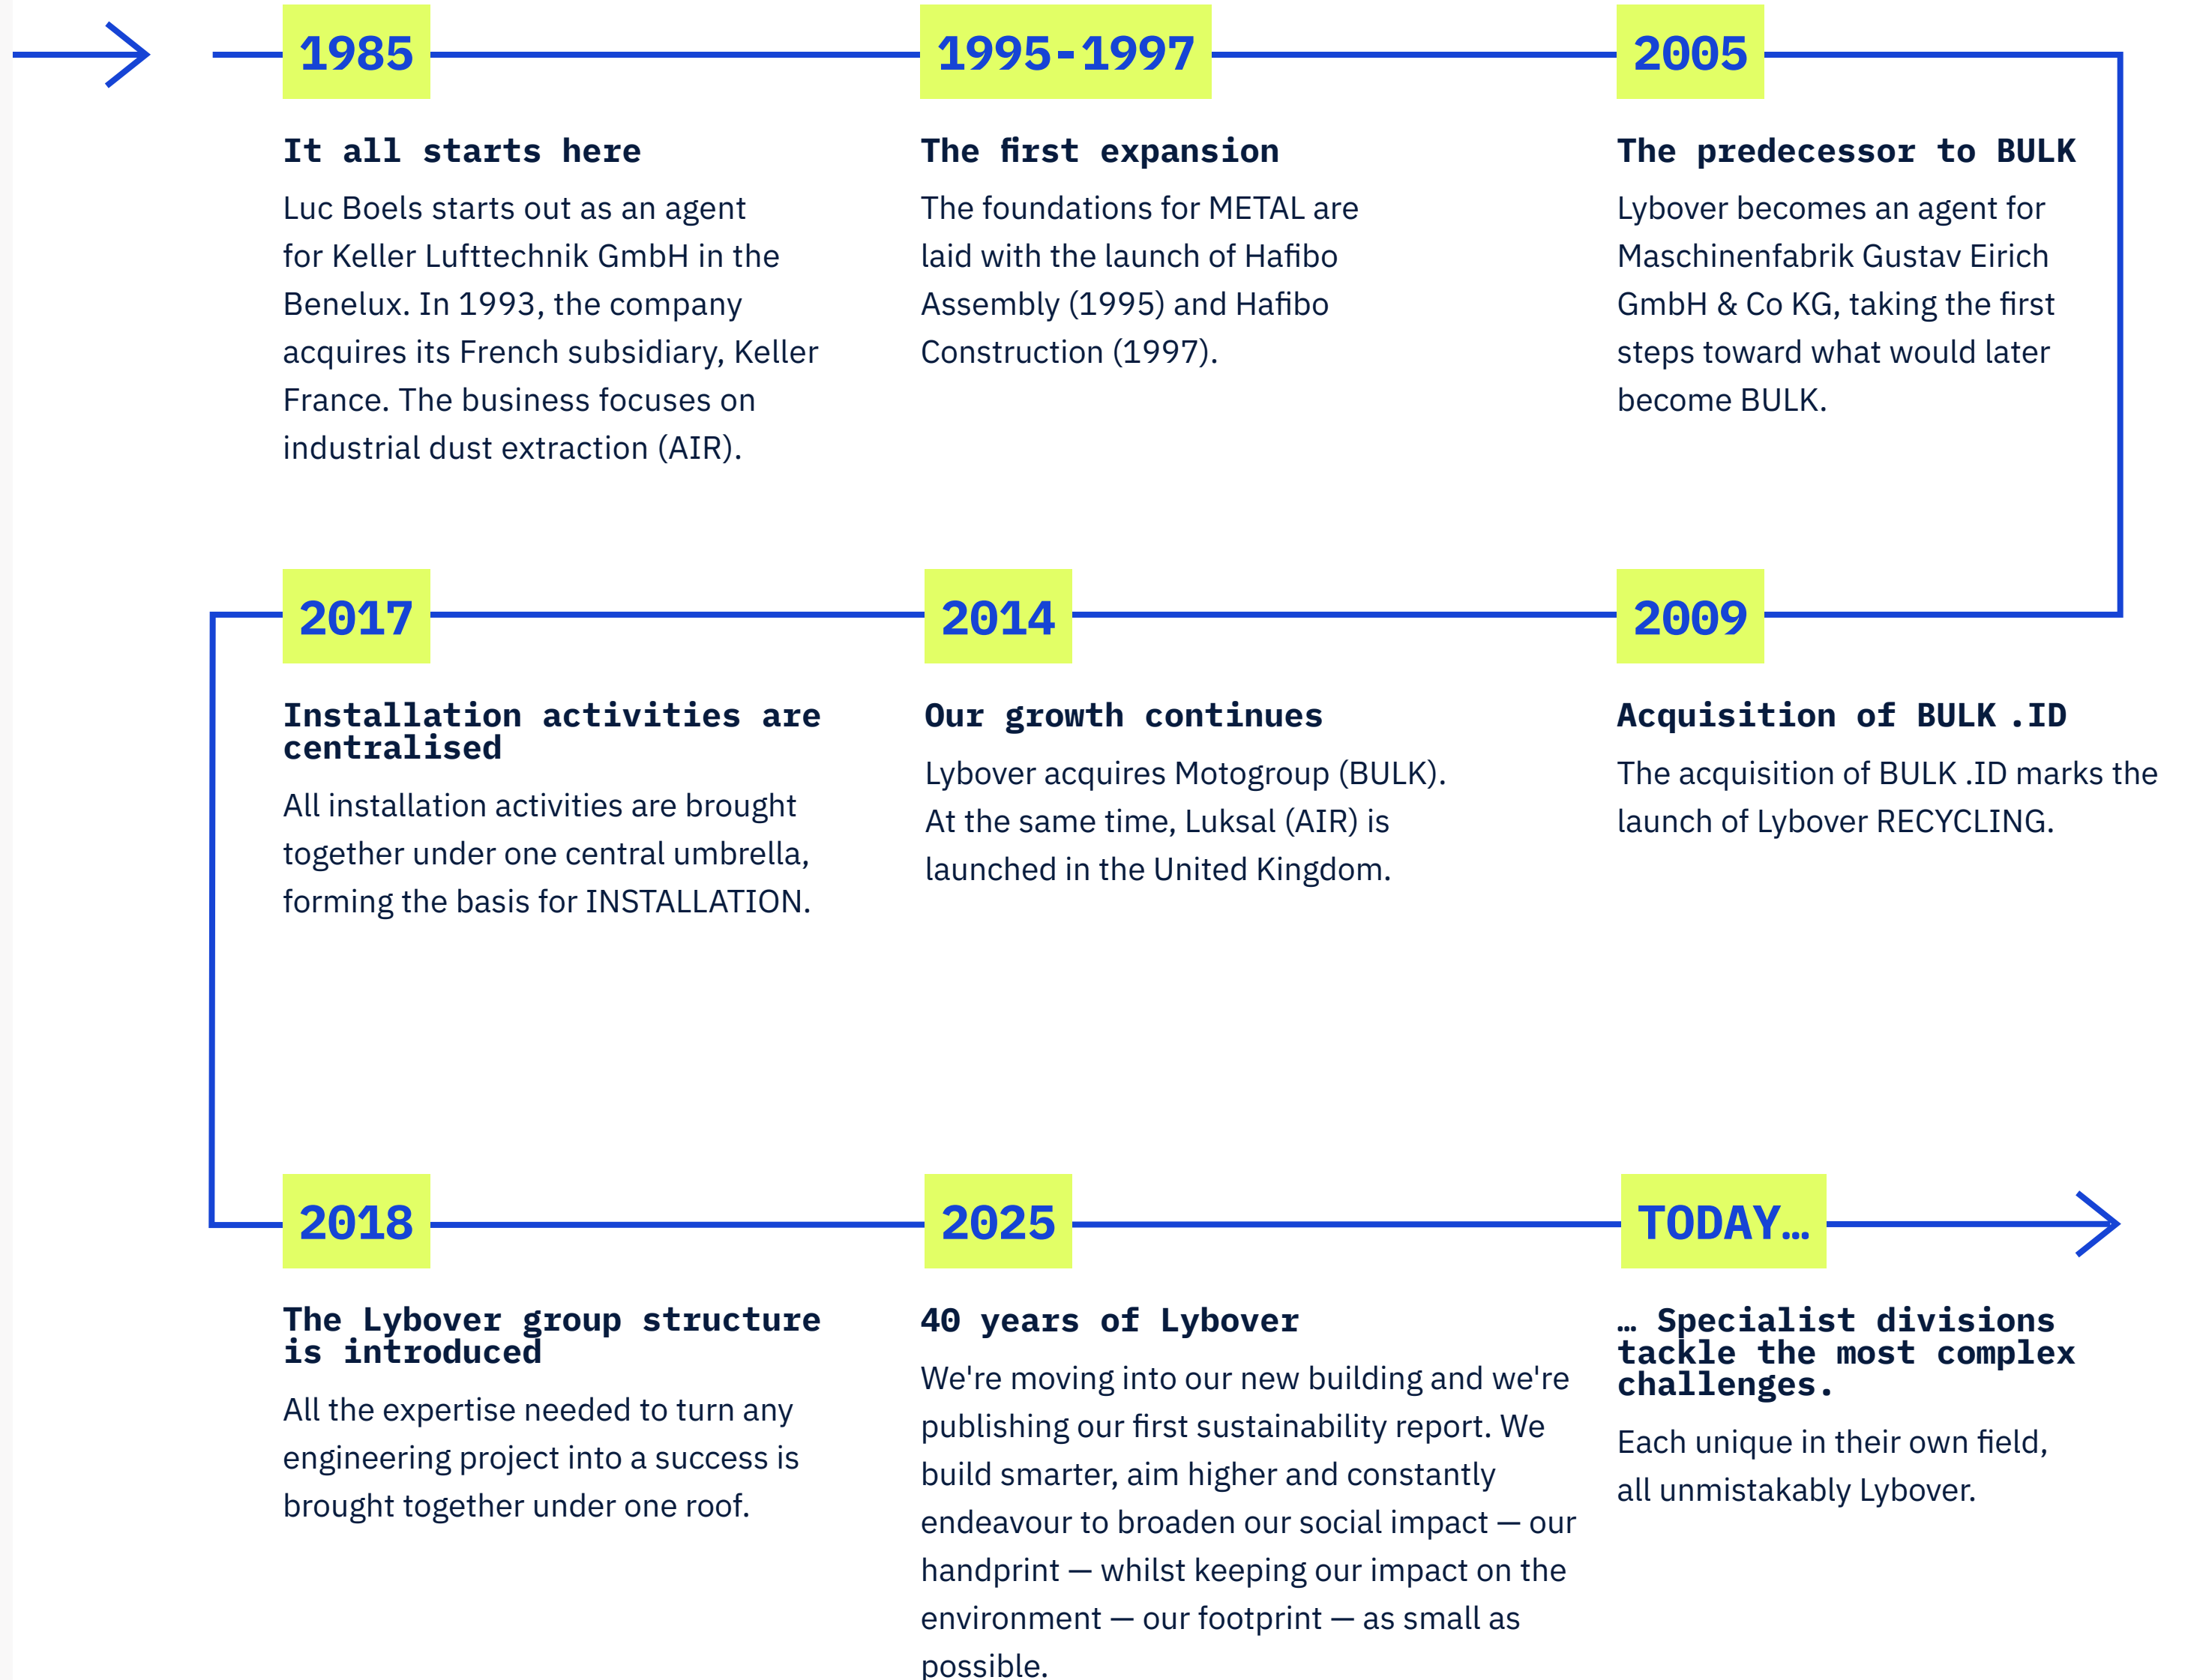 1985
It all starts here
Luc Boels starts out as an agent
for Keller Lufttechnik GmbH in the
Benelux. In 1993, the company
acquires its French subsidiary, Keller
France. The business focuses on
industrial dust extraction (AIR).
1995-1997
The first expansion
The foundations for METAL are
laid with the launch of Hafibo
Assembly (1995) and Hafibo
Construction (1997).
2005
The predecessor to BULK
Lybover becomes an agent for
Maschinenfabrik Gustav Eirich
GmbH & Co KG, taking the first
steps toward what would later
become BULK.
2009
Acquisition of BULK .ID
The acquisition of BULK .ID marks the
launch of Lybover RECYCLING.
2014
Our growth continues
Lybover acquires Motogroup (BULK).
At the same time, Luksal (AIR) is
launched in the United Kingdom.
2017
Installation activities are
centralised
All installation activities are brought
together under one central umbrella,
forming the basis for INSTALLATION.
2018
The Lybover group structure
is introduced
All the expertise needed to turn any
engineering project into a success is
brought together under one roof.
2025
40 years of Lybover
We're moving into our new building and we're
publishing our first sustainability report. We
build smarter, aim higher and constantly
endeavour to broaden our social impact — our
handprint — whilst keeping our impact on the
environment — our footprint — as small as
possible.
TODAY…
… Specialist divisions
tackle the most complex
challenges.
Each unique in their own field,
all unmistakably Lybover.